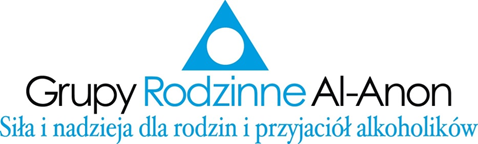 Grupy Rodzinne Al-Anon
Siła i nadzieja dla rodzin i przyjaciół alkoholików